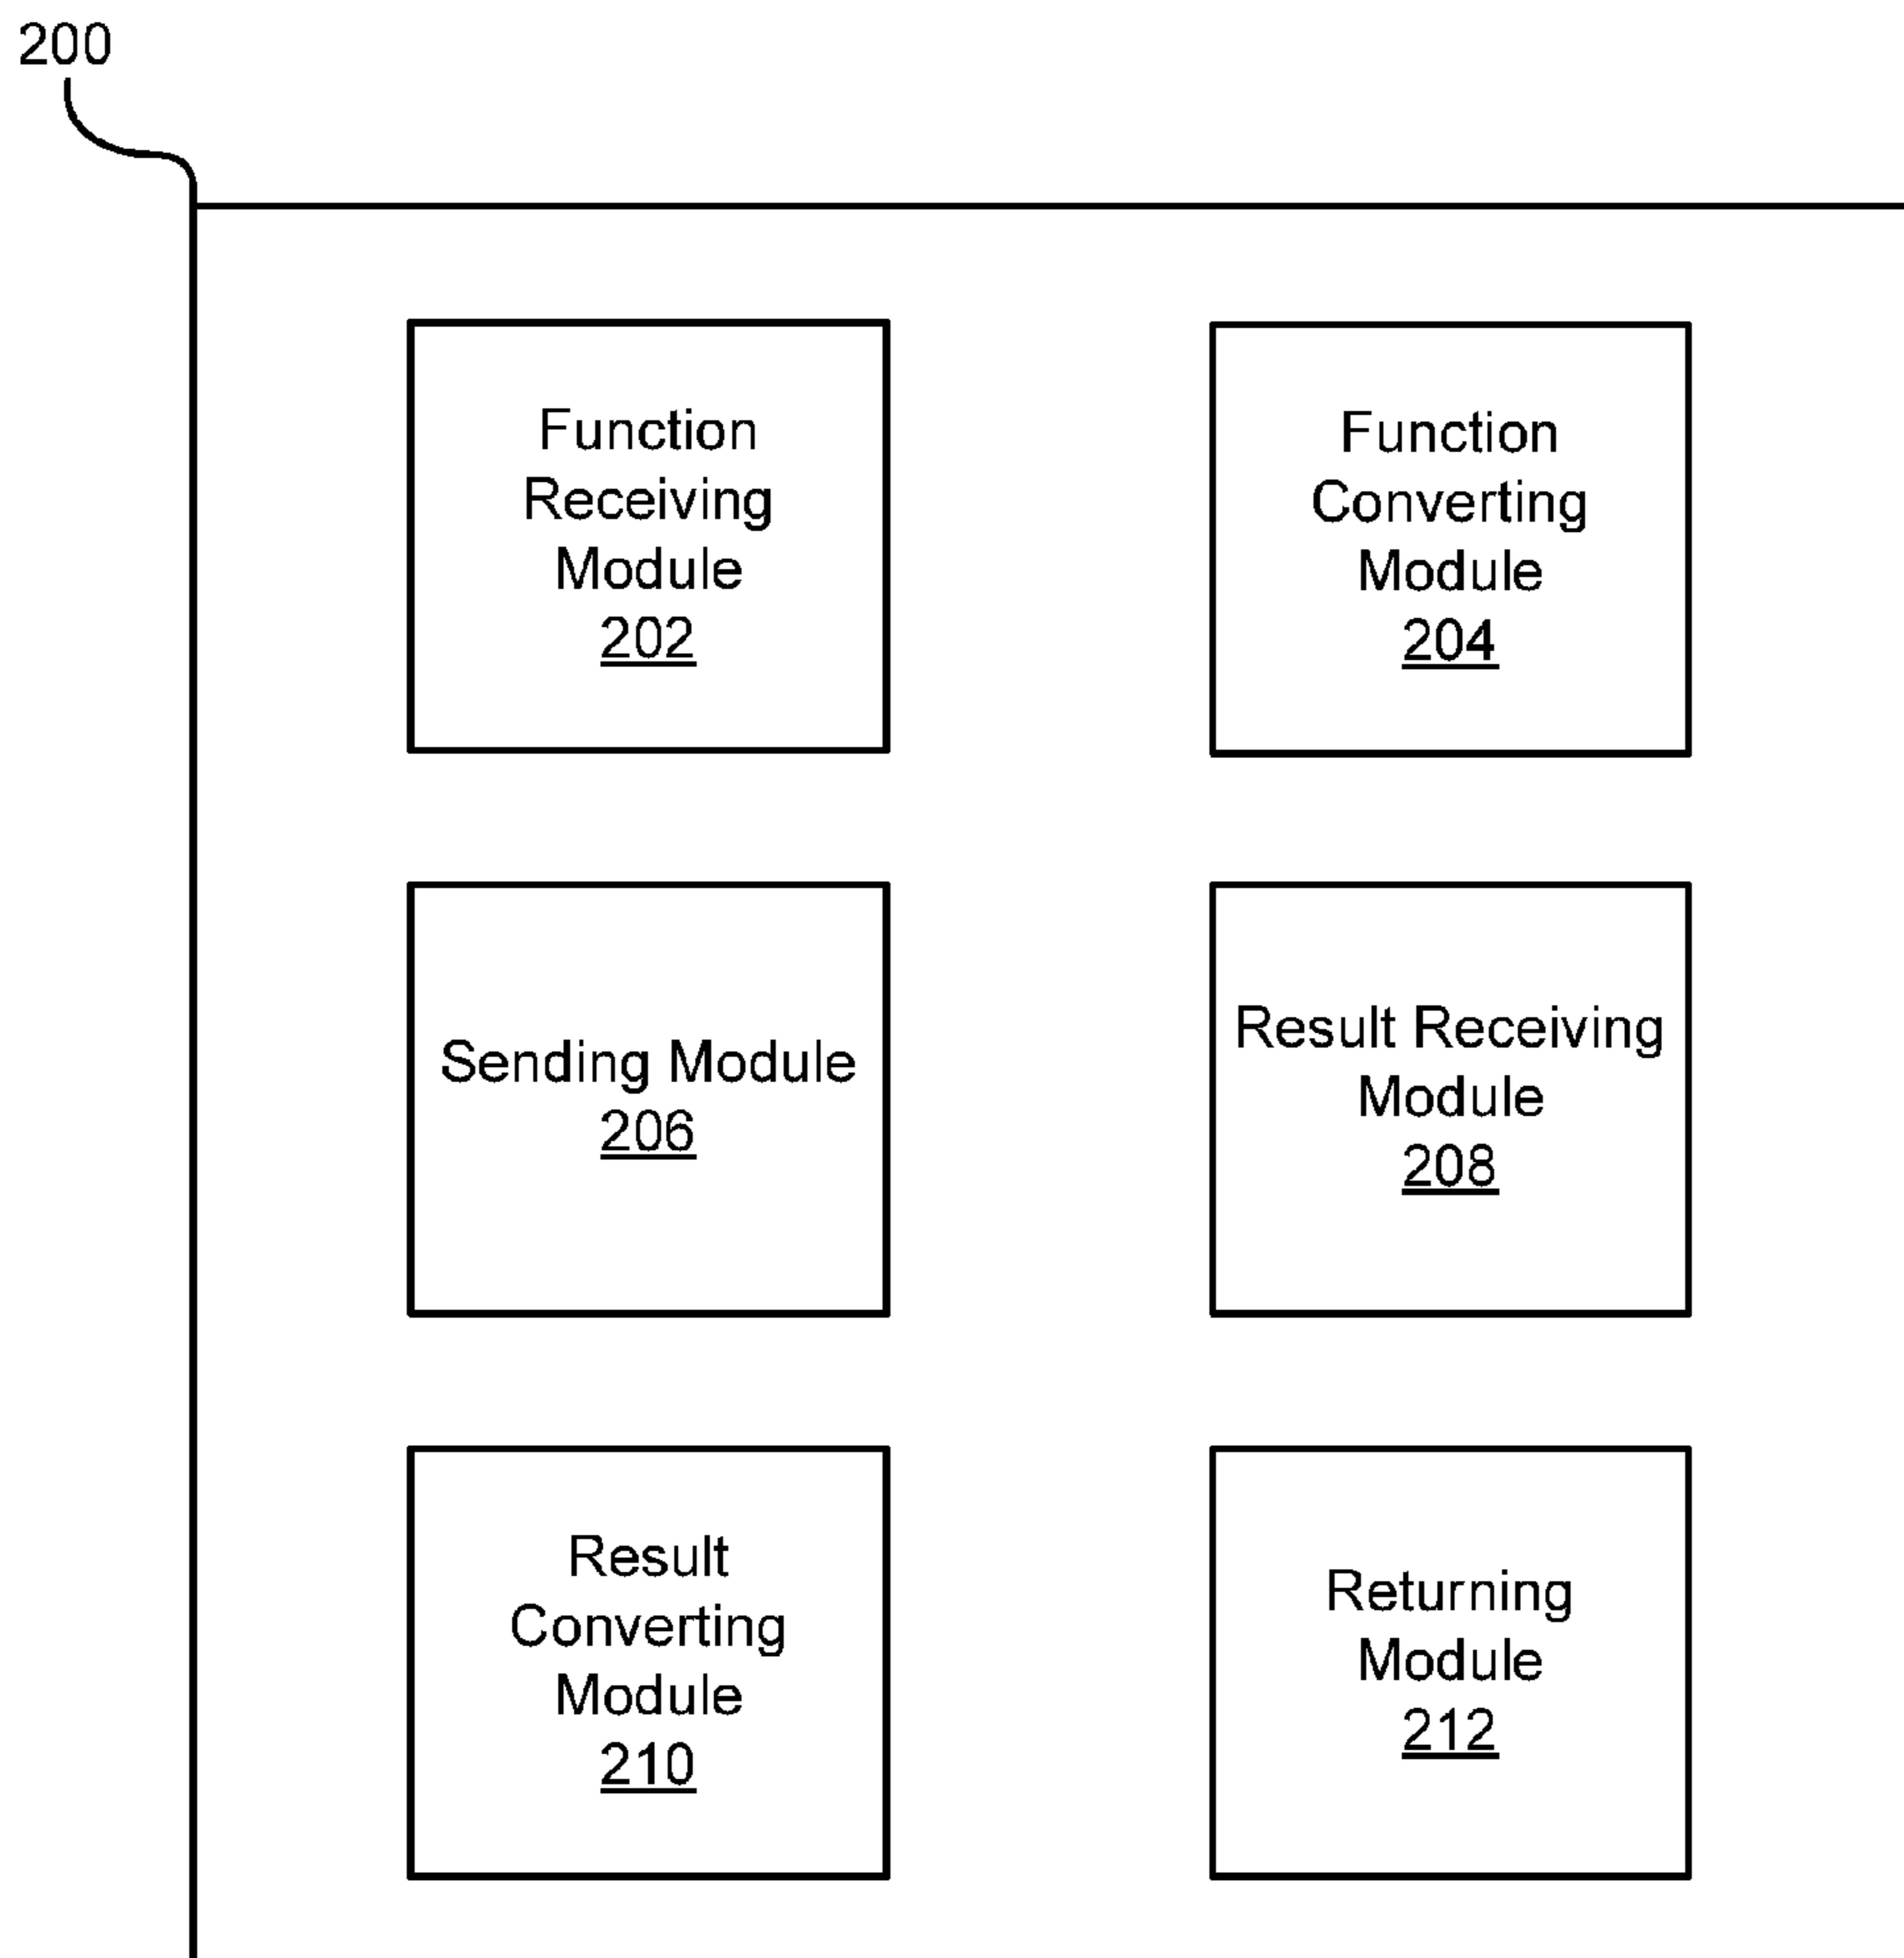 200
Function
Receiving
Module
202
Function
Converting
Module
204
Sending Module
206
Result Receiving
Module
208
Result
Converting
Module
210
Returning
Module
212